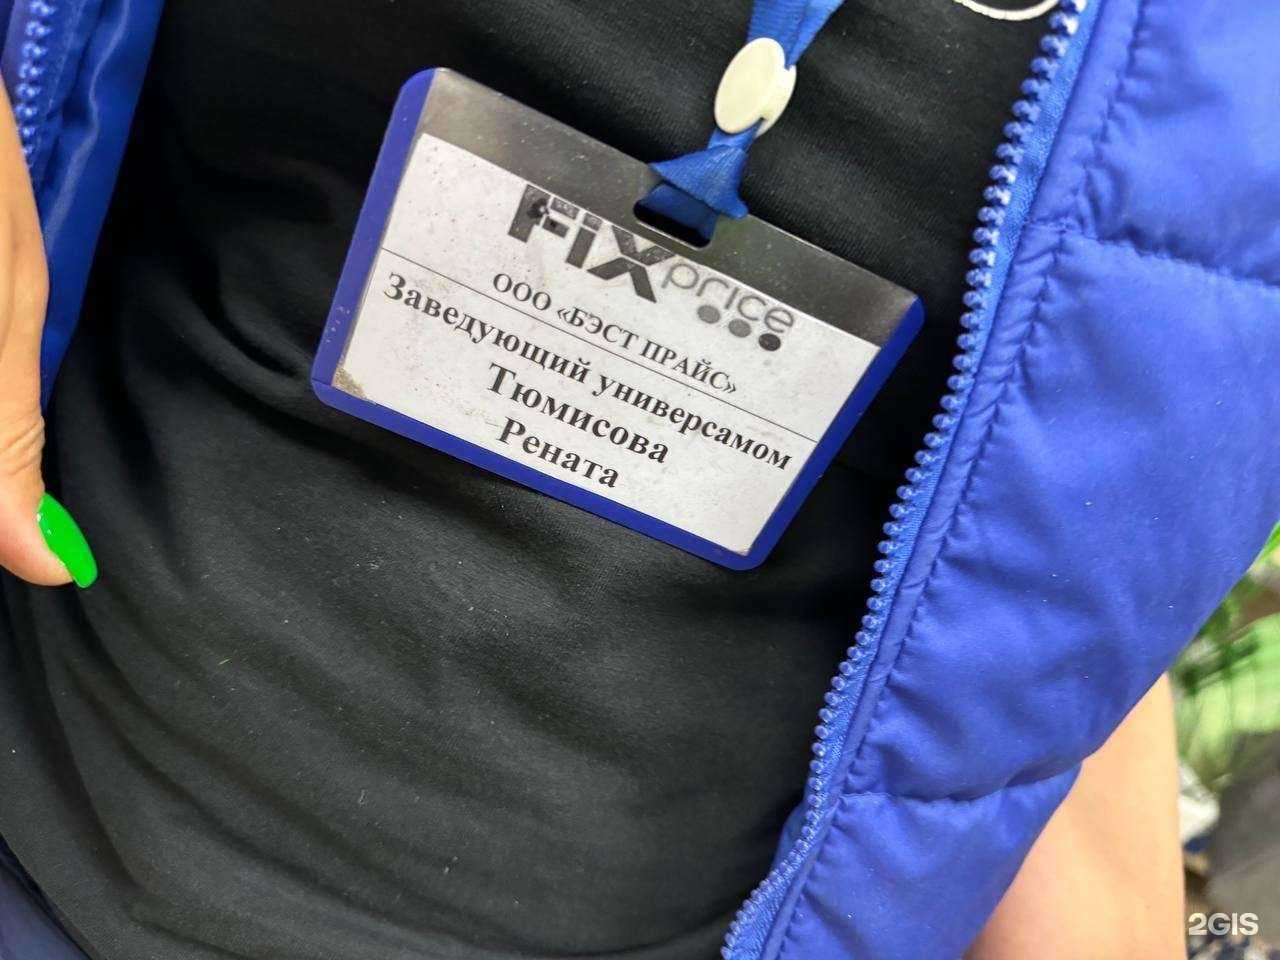 FIX price
ООО «БЭСТ ПРАЙС»
Заведующий универсамом
Тюмисова
Рената
2GIS